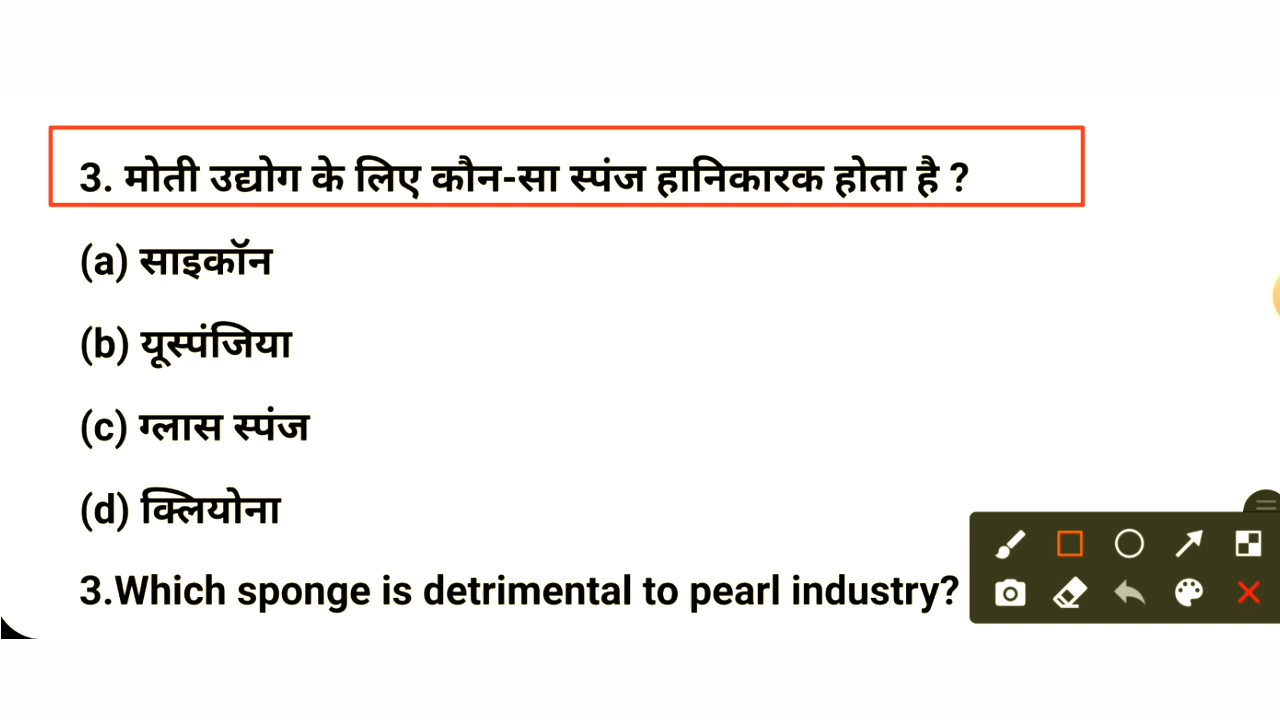 3. मोती उद्योग के लिए कौन-सा स्पंज हानिकारक होता है ?
(a) साइकॉन
(b) यूस्पंजिया
(c) ग्लास स्पंज
(d) क्लियोना
3.Which sponge is detrimental to pearl industry?